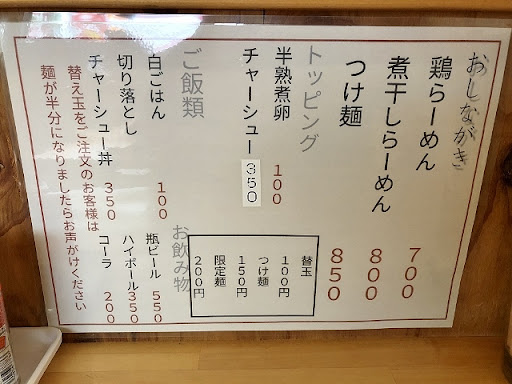 おしながき
鶏らーめん 700
煮干しらーめん 800
つけ麺 850
トッピング
半熟煮卵 100
チャーシュー 350
替玉
100円
つけ麺
150円
限定麺
200円
ご飯類
白ごはん 100
切り落とし
チャーシュー丼 350
お飲み物
瓶ビール 550
ハイボール 350
コーラ 200
替え玉をご注文のお客様は
麺が半分になりましたらお声がけください